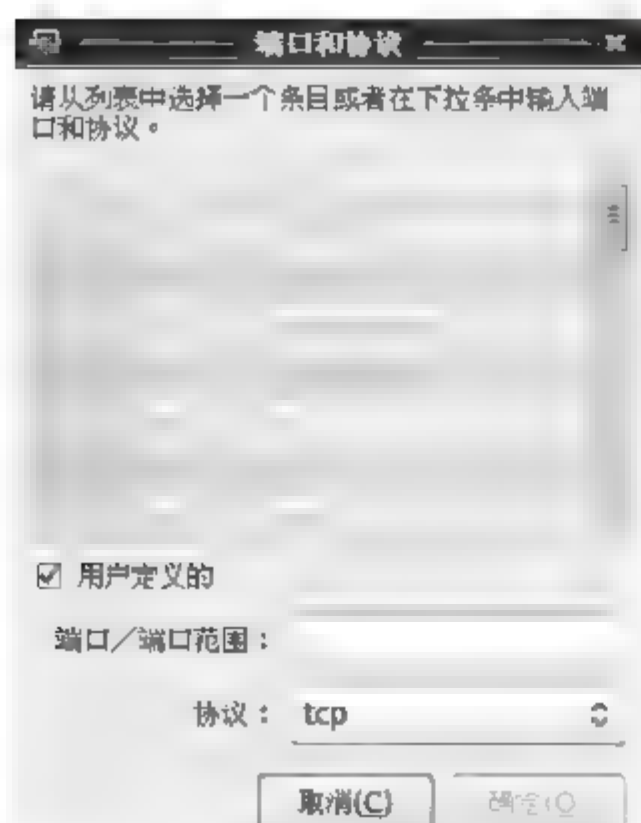 端口和协议
请从列表中选择一个条目或者在下拉条中输入端
口和协议。
用户定义的
端口/端口范围：
协议： tcp
取消(C) 确定(O